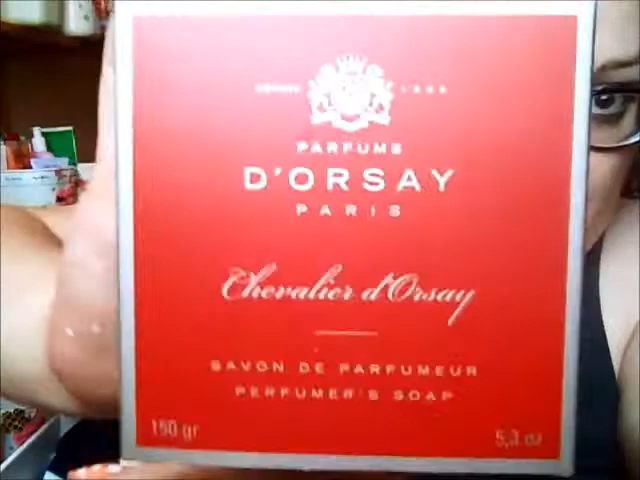 PARFUMS
D'ORSAY
PARIS
Chevalier d'Orsay
SAVON DE PARFUMEUR
PERFUMER'S SOAP
150 gr
5,3 oz